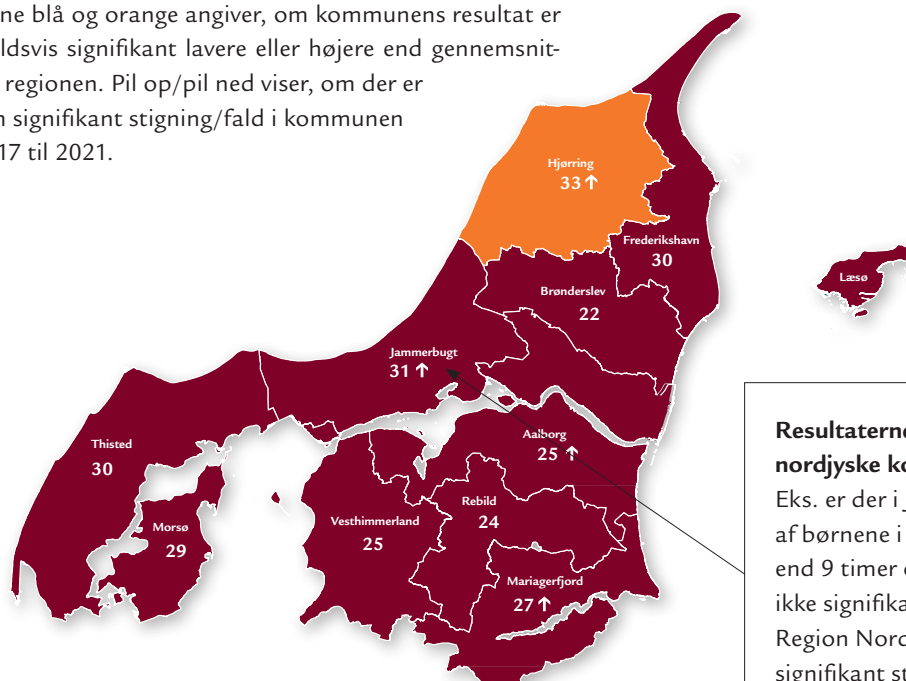 ne blå og orange angiver, om kommunens resultat er
ldsvis signifikant lavere eller højere end gennemsnit-
regionen. Pil op/pil ned viser, om der er
n signifikant stigning/fald i kommunen
17 til 2021.
Hjørring
33 ↑
Frederikshavn
30
Læsø
Brønderslev
22
Jammerbugt
31 ↑
Thisted
30
Aalborg
25 ↑
Morsø
29
Vesthimmerland
25
Rebild
24
Mariagerfjord
27 ↑
Resultaterne
nordjyske ko
Eks. er der i J
af børnene i
end 9 timer
ikke signifika
Region Nord
signifikant sti